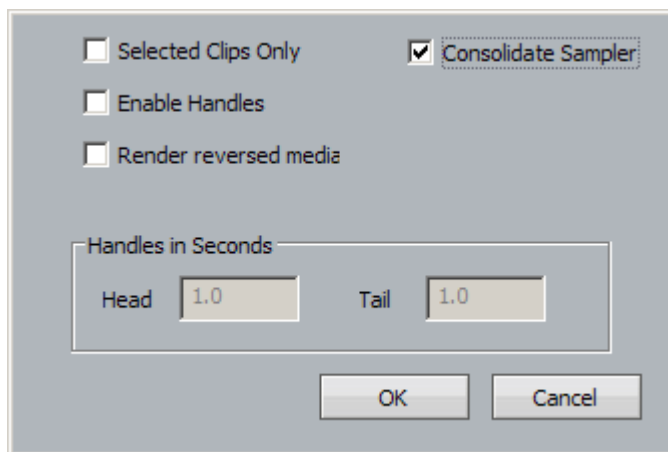 Selected Clips Only
Consolidate Sampler
Enable Handles
Render reversed media
Handles in Seconds
Head 1.0 Tail 1.0
OK Cancel